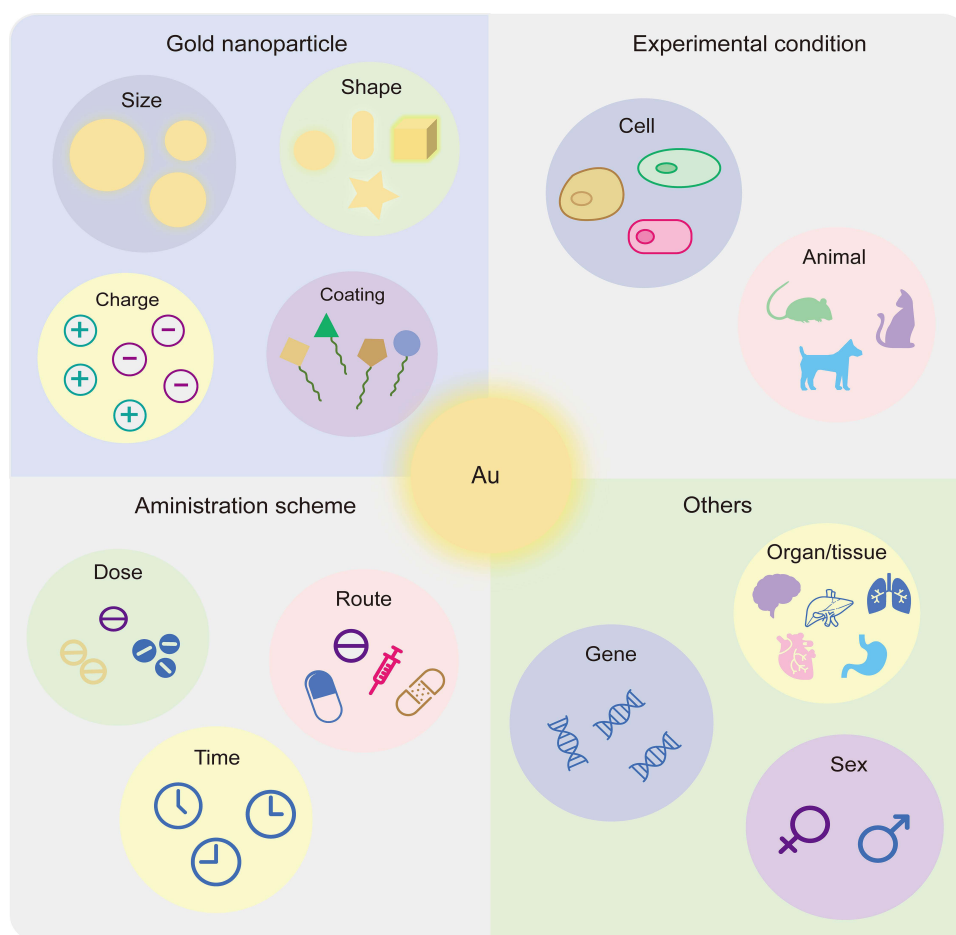 Gold nanoparticle
Size
Shape
Charge
Coating
Experimental condition
Cell
Animal
Au
Aministration scheme
Dose
Route
Time
Others
Organ/tissue
Gene
Sex